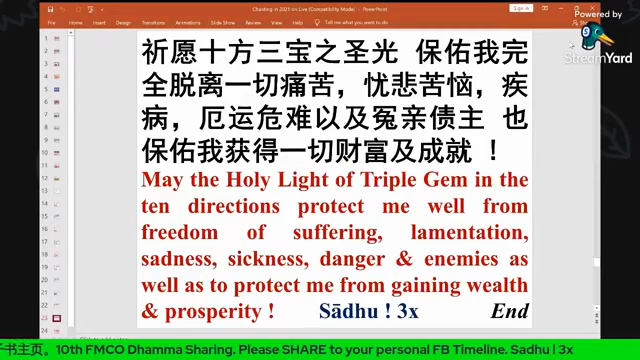 Chanting in 2021 on Live (Compatibility Mode) - PowerPoint
Sign in
File Home Insert Design Transitions Animations Slide Show Review View Tell me what you want to do
Powered by
StreamYard
祈愿十方三宝之圣光 保佑我完
全脱离一切痛苦，忧悲苦恼，疾
病，厄运危难以及冤亲债主 也
保佑我获得一切财富及成就 ！
May the Holy Light of Triple Gem in the
ten directions protect me well from
freedom of suffering, lamentation,
sadness, sickness, danger & enemies as
well as to protect me from gaining wealth
& prosperity ! Sādhu ! 3x End
子书主页。10th FMCO Dhamma Sharing. Please SHARE to your personal FB Timeline. Sadhu ! 3x